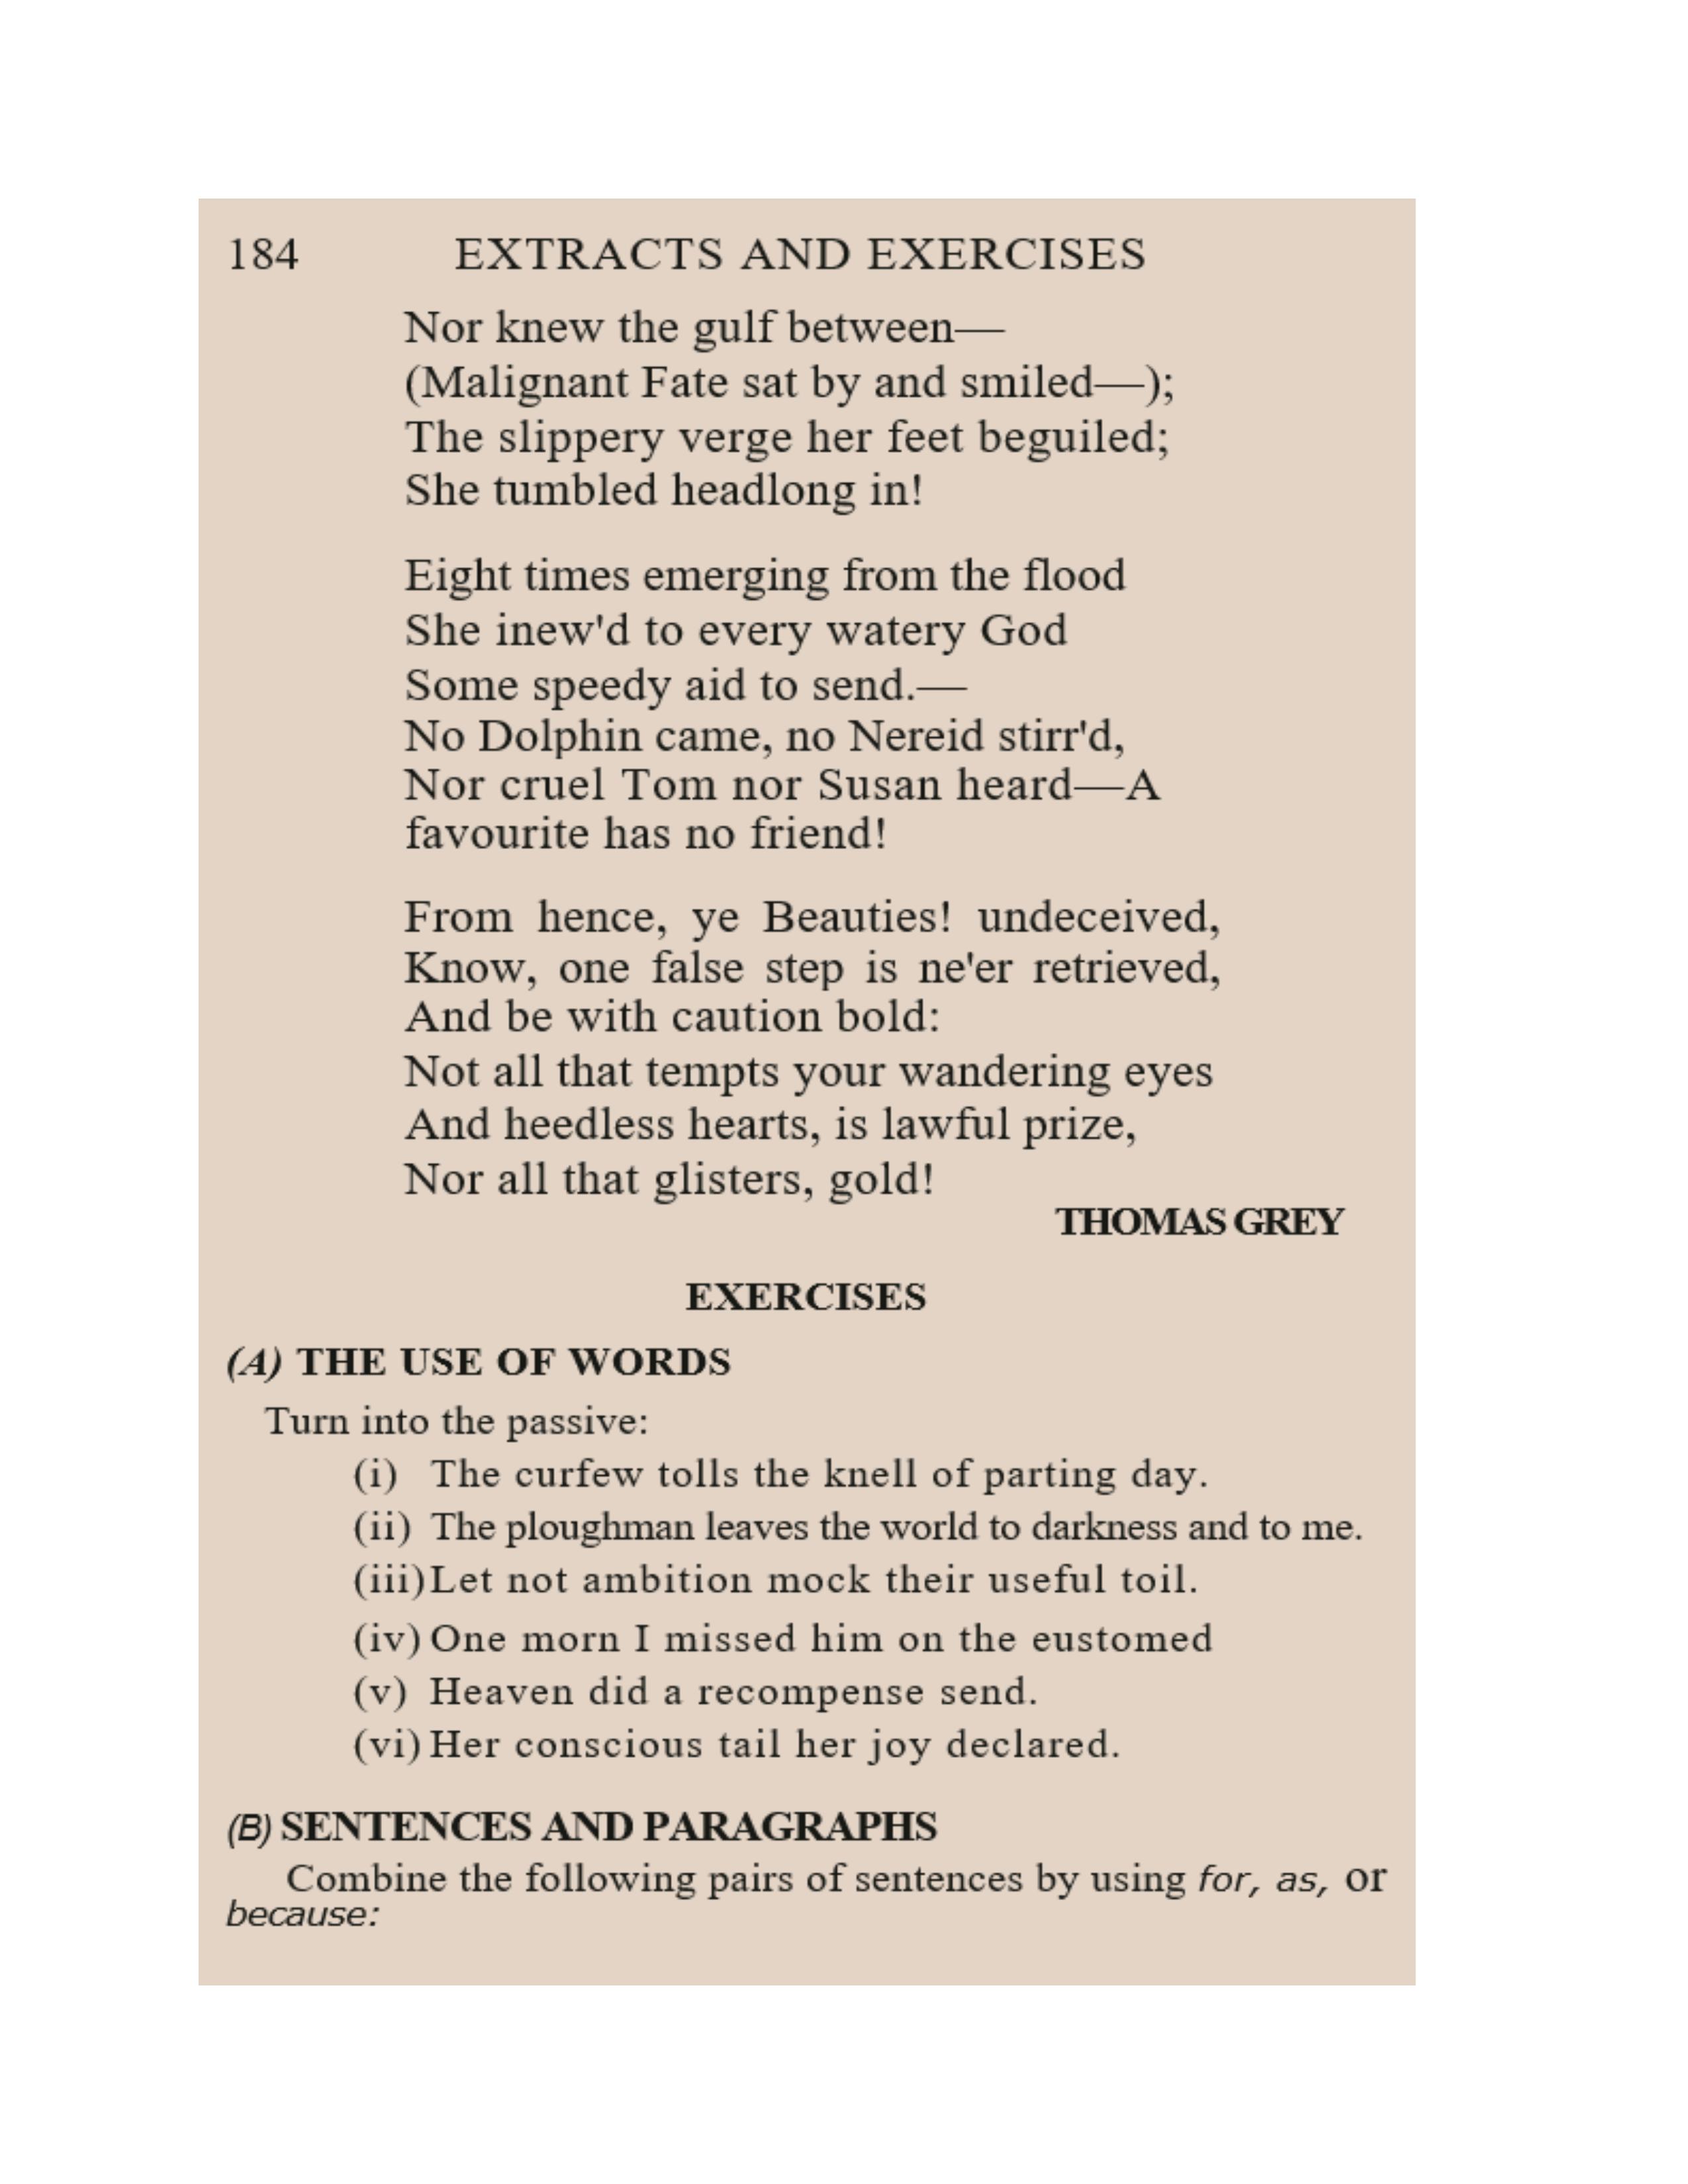 184 EXTRACTS AND EXERCISES
Nor knew the gulf between—
(Malignant Fate sat by and smiled—);
The slippery verge her feet beguiled;
She tumbled headlong in!
Eight times emerging from the flood
She inew'd to every watery God
Some speedy aid to send.—
No Dolphin came, no Nereid stirr'd,
Nor cruel Tom nor Susan heard—A
favourite has no friend!
From hence, ye Beauties! undeceived,
Know, one false step is ne'er retrieved,
And be with caution bold:
Not all that tempts your wandering eyes
And heedless hearts, is lawful prize,
Nor all that glisters, gold!
THOMAS GREY
EXERCISES
(A) THE USE OF WORDS
Turn into the passive:
(i) The curfew tolls the knell of parting day.
(ii) The ploughman leaves the world to darkness and to me.
(iii) Let not ambition mock their useful toil.
(iv) One morn I missed him on the eustomed
(v) Heaven did a recompense send.
(vi) Her conscious tail her joy declared.
(B) SENTENCES AND PARAGRAPHS
Combine the following pairs of sentences by using for, as, or
because: